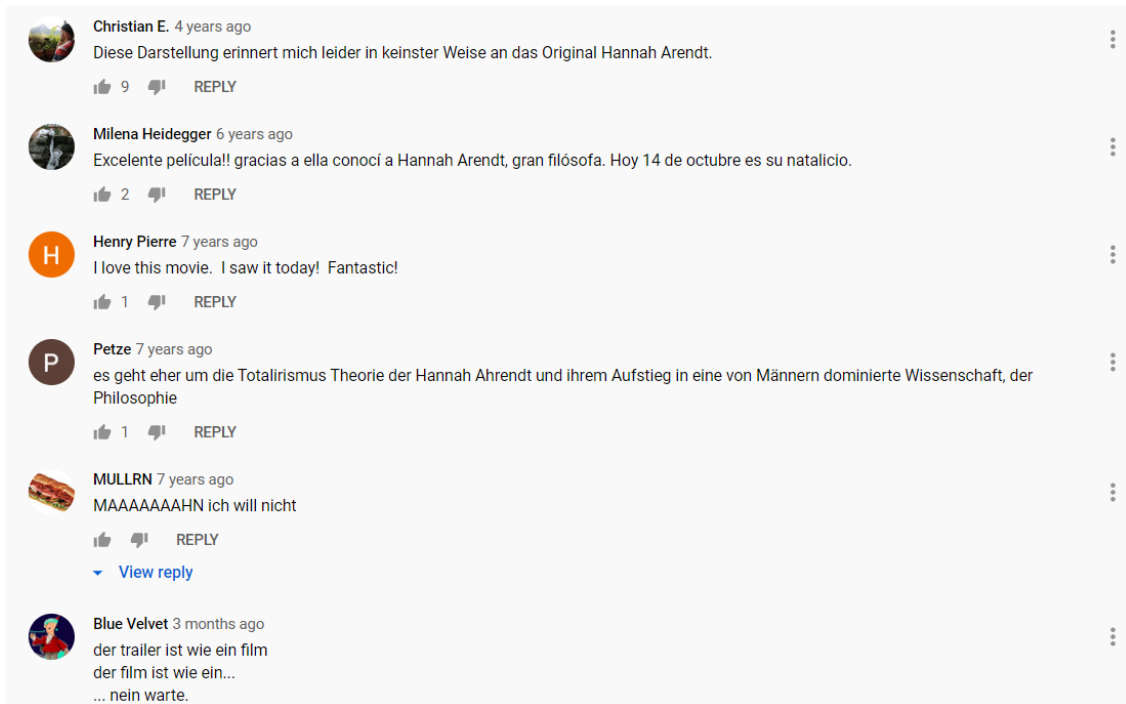 Christian E. 4 years ago
Diese Darstellung erinnert mich leider in keinster Weise an das Original Hannah Arendt.
9 REPLY
Milena Heidegger 6 years ago
Excelente película!! gracias a ella conocí a Hannah Arendt, gran filósofa. Hoy 14 de octubre es su natalicio.
2 REPLY
H
Henry Pierre 7 years ago
I love this movie. I saw it today! Fantastic!
1 REPLY
P
Petze 7 years ago
es geht eher um die Totalirismus Theorie der Hannah Ahrendt und ihrem Aufstieg in eine von Männern dominierte Wissenschaft, der
Philosophie
1 REPLY
MULLRN 7 years ago
MAAAAAAAHN ich will nicht
REPLY
View reply
Blue Velvet 3 months ago
der trailer ist wie ein film
der film ist wie ein...
... nein warte.